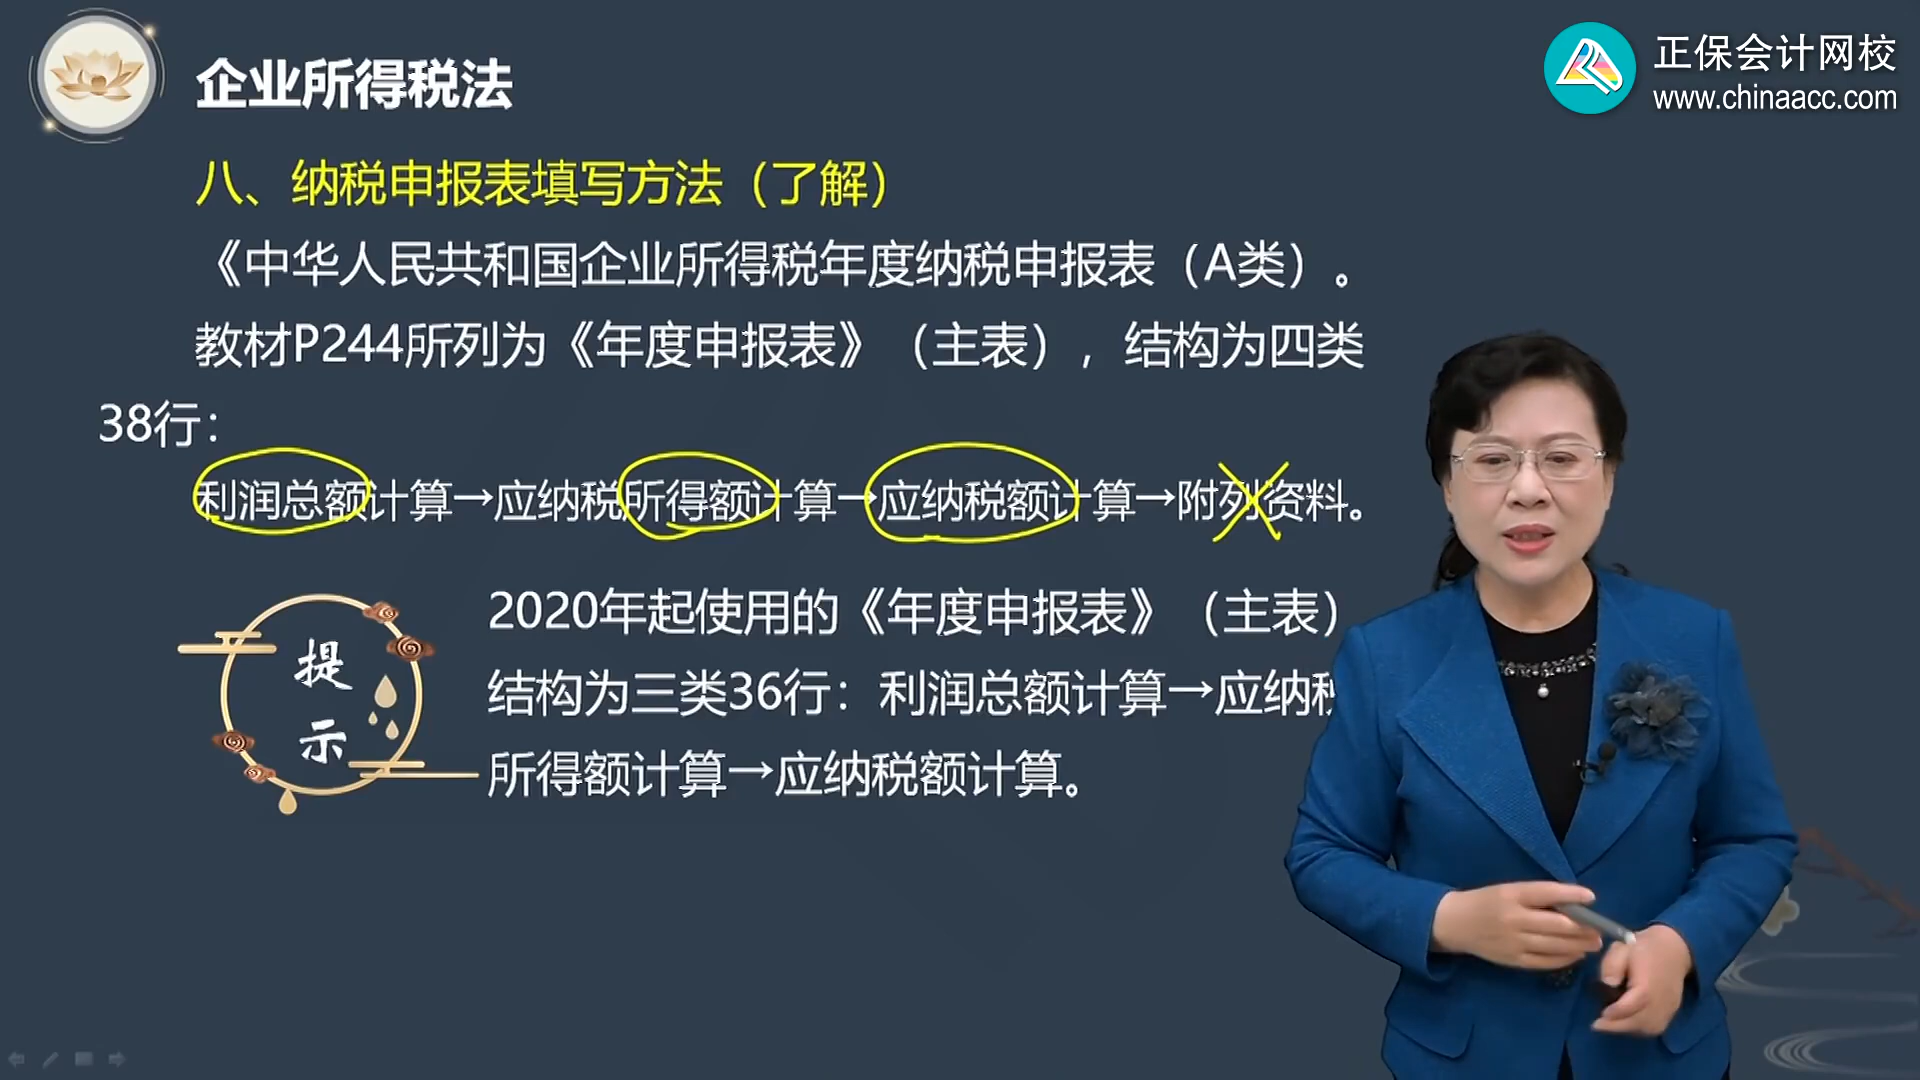 企业所得税法
正保会计网校
www.chinaacc.com
八、纳税申报表填写方法（了解）
《中华人民共和国企业所得税年度纳税申报表（A类）。
教材P244所列为《年度申报表》（主表），结构为四类
38行：
利润总额计算→应纳税所得额计算→应纳税额计算→附列资料。
提
示
2020年起使用的《年度申报表》（主表）
结构为三类36行：利润总额计算→应纳税
所得额计算→应纳税额计算。